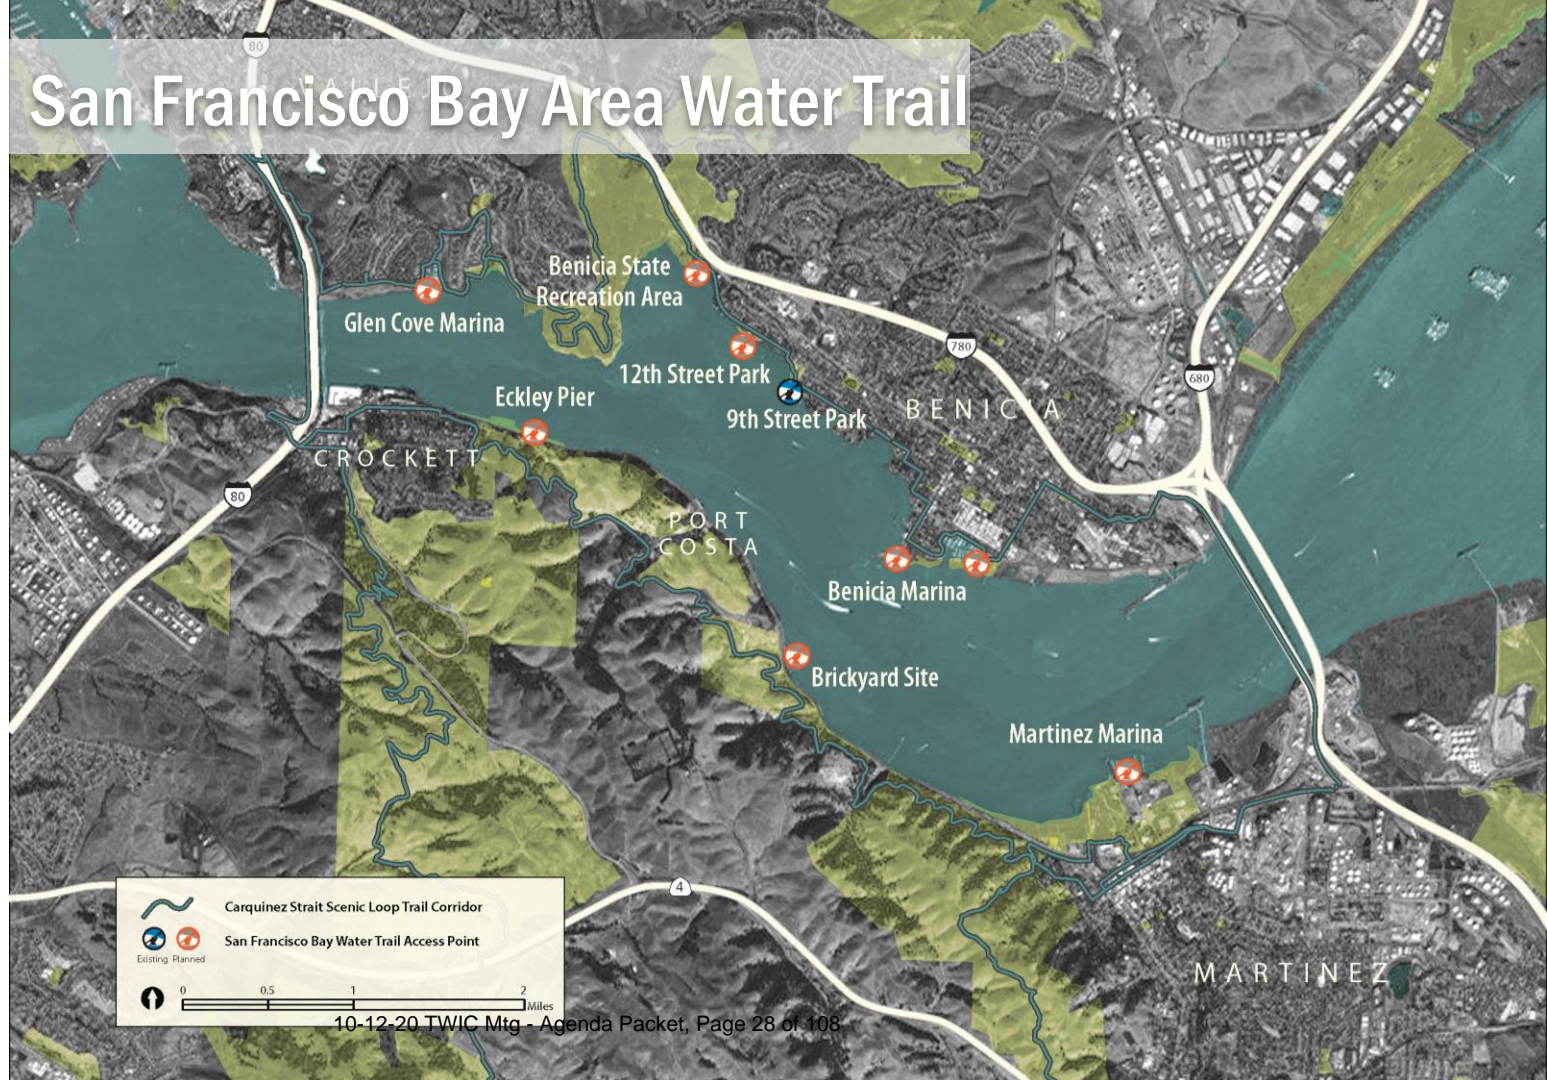 80
San Francisco Bay Area Water Trail
Benicia State
Recreation Area
Glen Cove Marina
780
12th Street Park
680
Eckley Pier
9th Street Park
BENICIA
CROCKETT
80
PORT
COSTA
Benicia Marina
Brickyard Site
Martinez Marina
4
Carquinez Strait Scenic Loop Trail Corridor
San Francisco Bay Water Trail Access Point
Existing Planned
MARTINEZ
0 0.5 1 2
Miles
10-12-20 TWIC Mtg - Agenda Packet, Page 28 of 108